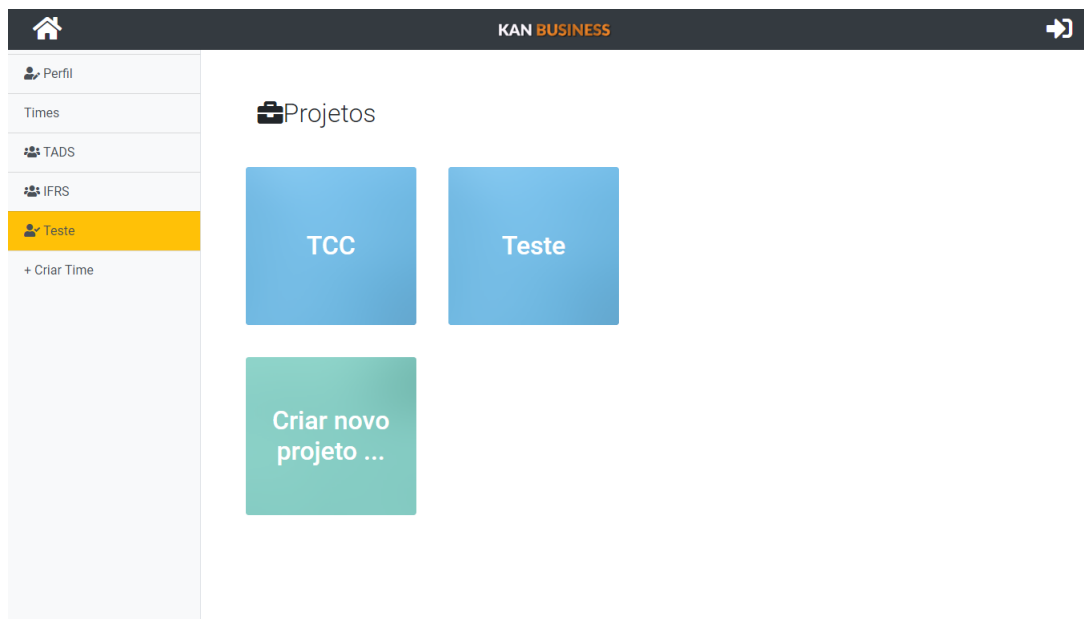 KAN BUSINESS
Perfil
Times
TADS
IFRS
Teste
+ Criar Time
Projetos
TCC
Teste
Criar novo
projeto ...